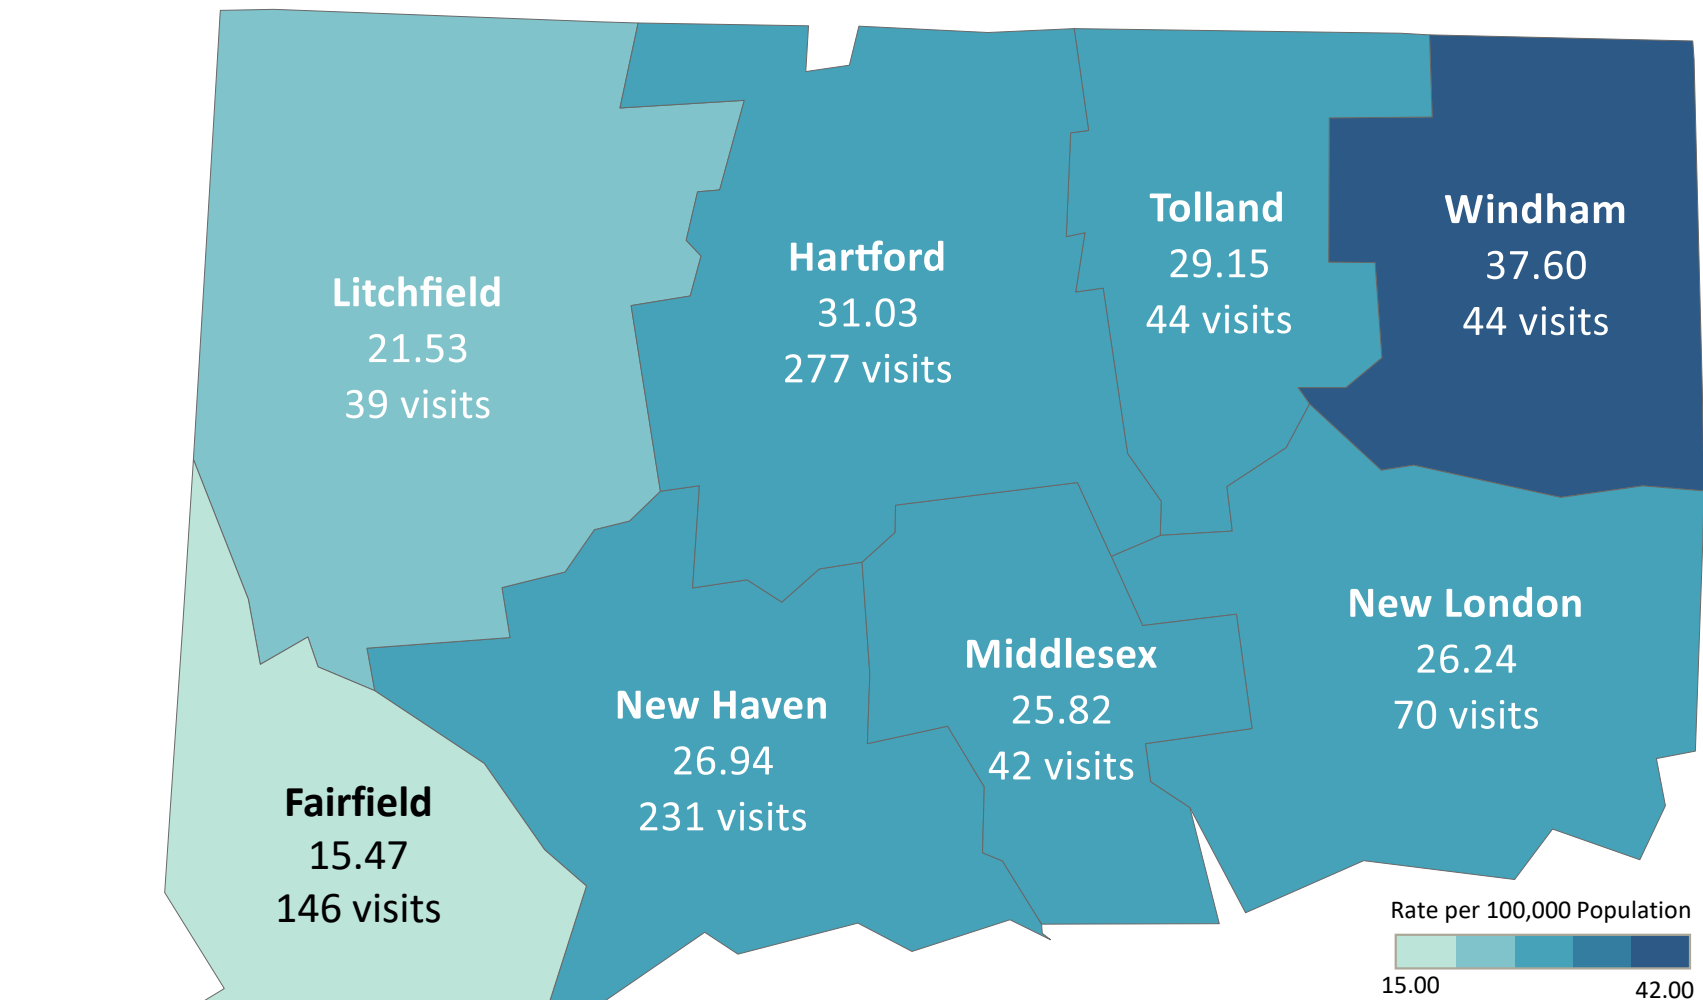 Litchfield
21.53
39 visits
Hartford
31.03
277 visits
Tolland
29.15
44 visits
Windham
37.60
44 visits
Fairfield
15.47
146 visits
New Haven
26.94
231 visits
Middlesex
25.82
42 visits
New London
26.24
70 visits
Rate per 100,000 Population
15.00
42.00